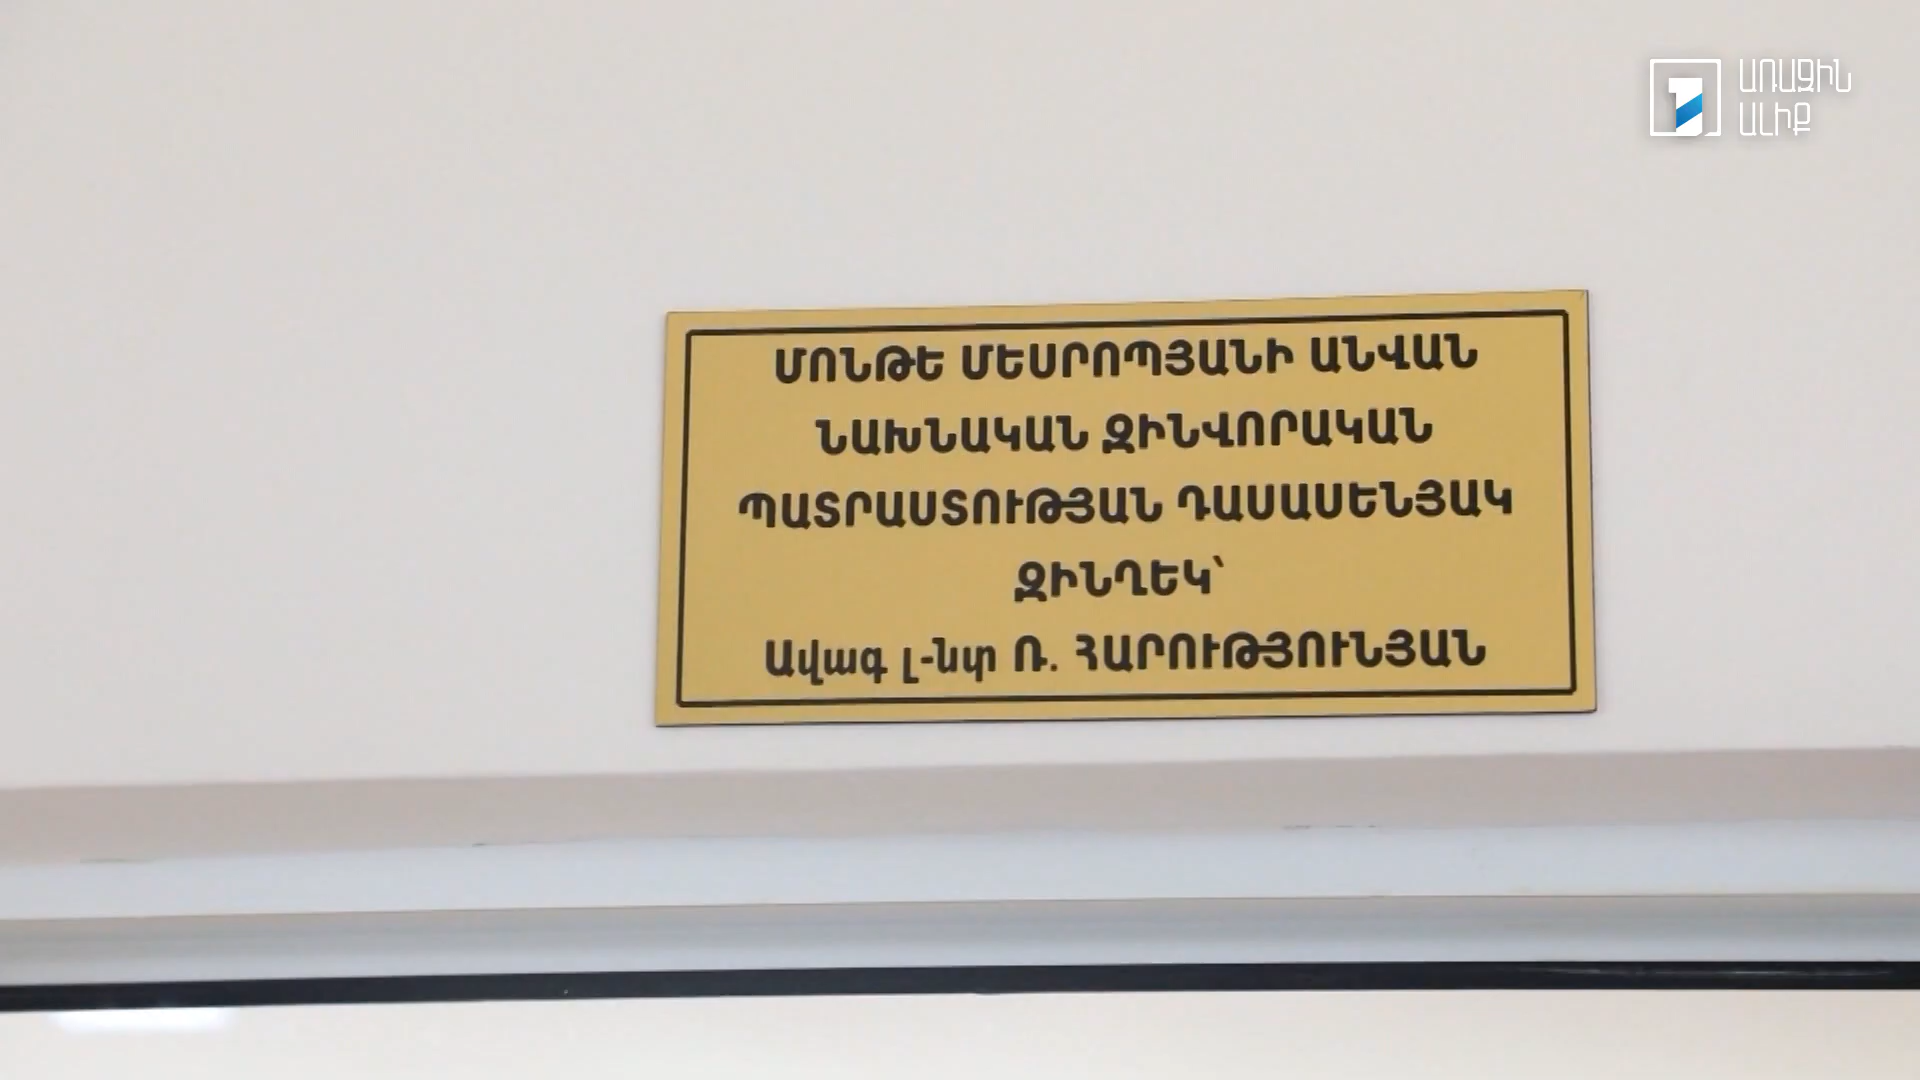 ԱՌԱՋԻՆ
ԱԼԻՔ
ՄՈՆԹԵ ՄԵՍՐՈՊՅԱՆԻ ԱՆՎԱՆ
ՆԱԽՆԱԿԱՆ ԶԻՆՎՈՐԱԿԱՆ
ՊԱՏՐԱՍՏՈՒԹՅԱՆ ԴԱՍԱՍԵՆՅԱԿ
ԶԻՆՂԵԿ՝
Ավագ լ-նտ Ռ. ՀԱՐՈՒԹՅՈՒՆՅԱՆ